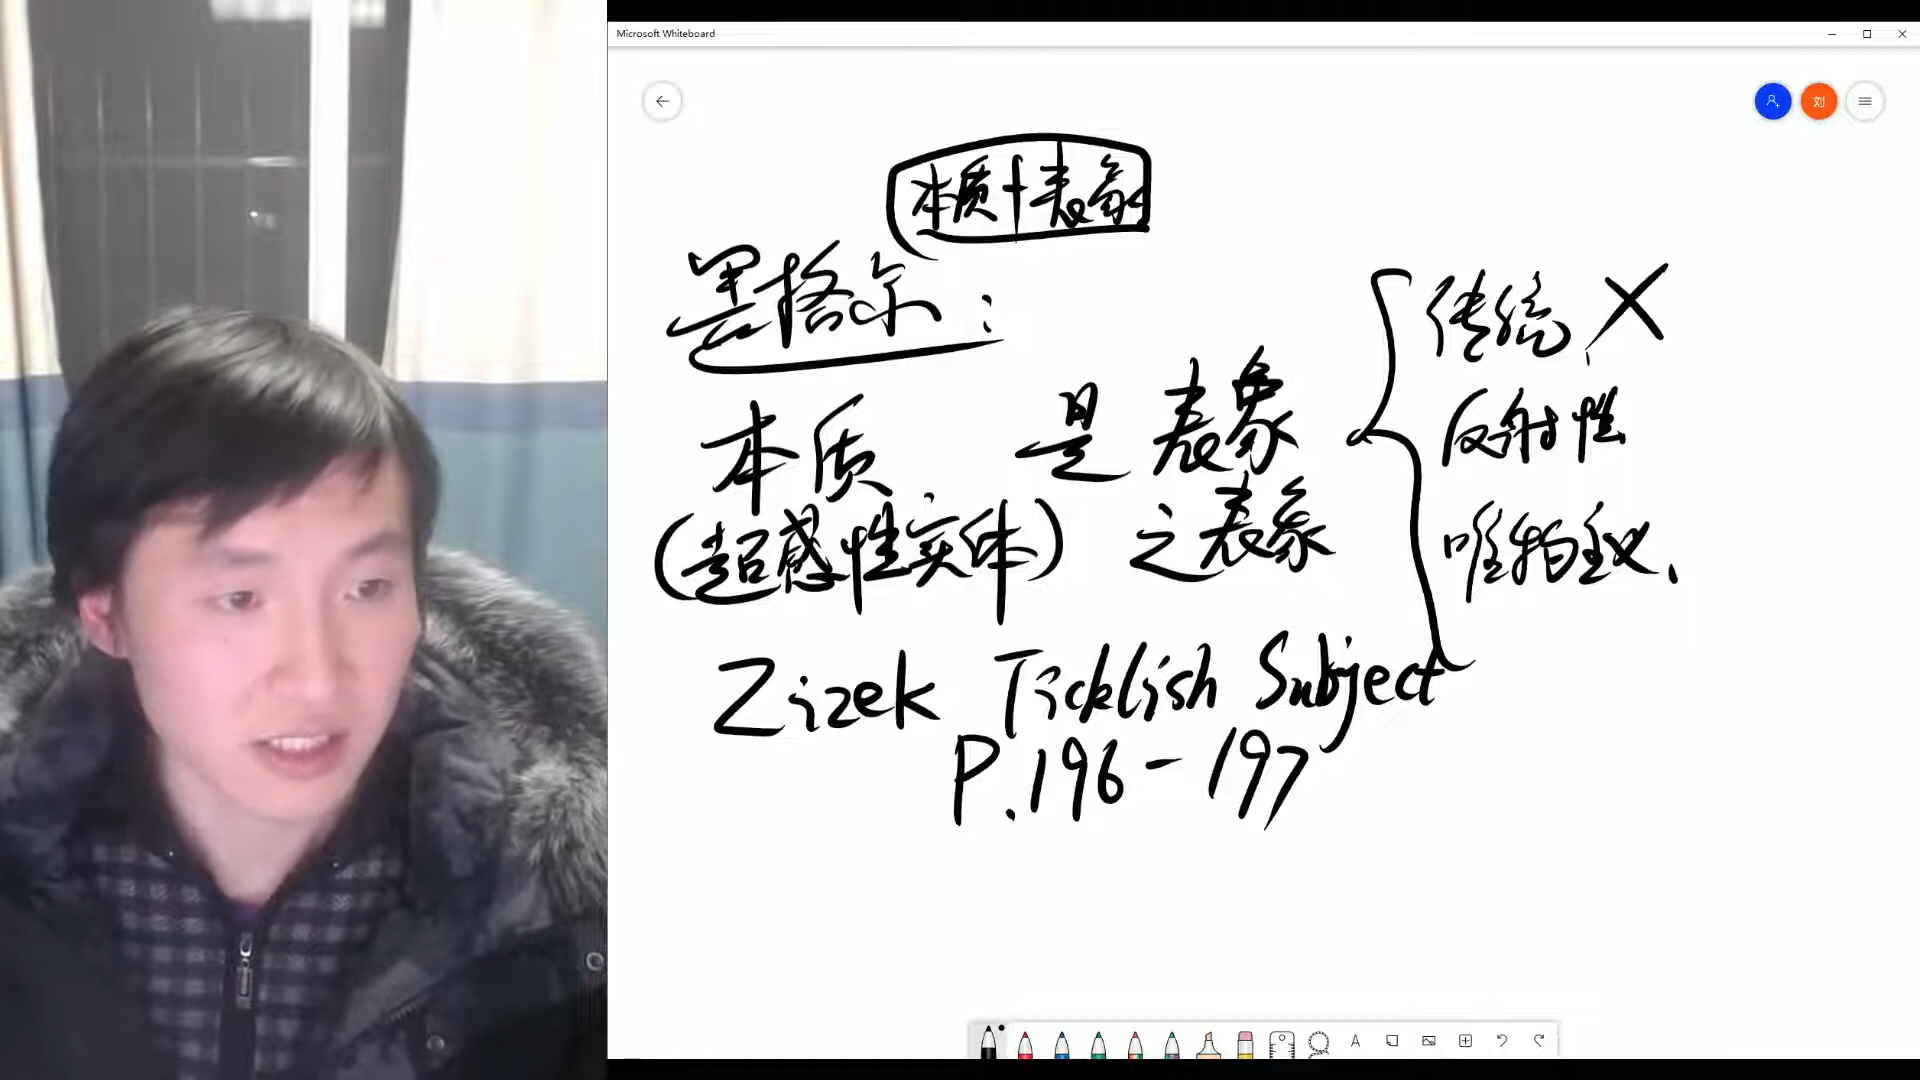 Microsoft Whiteboard
刘
本质+表象
黑格尔:
本质 是 表象
(超感性实体) 之表象
传统 X
反射性
唯物主义、
Zizek Ticklish Subject
P.196-197
A